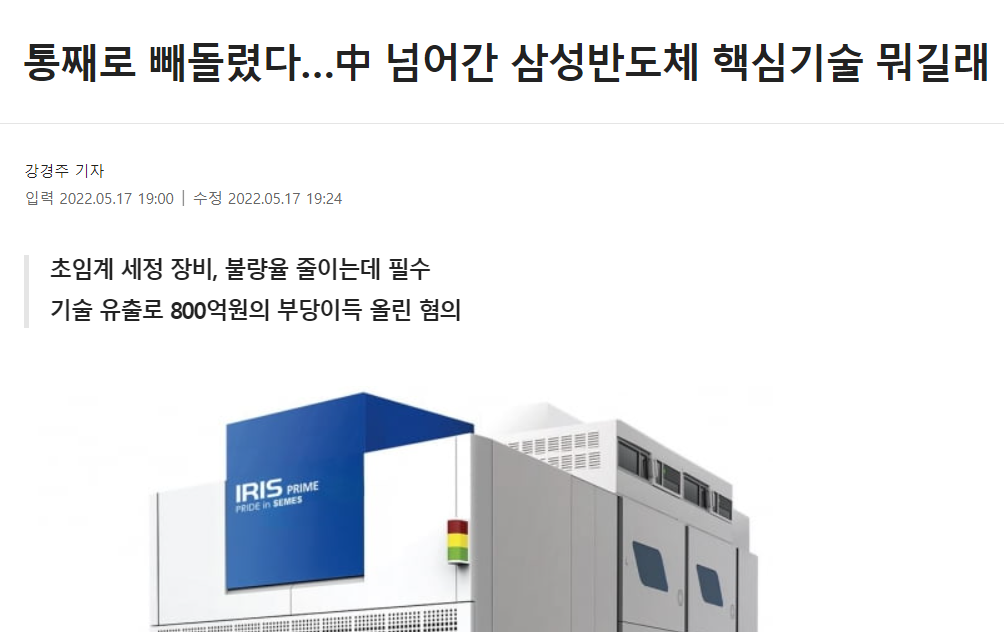 통째로 빼돌렸다…中 넘어간 삼성반도체 핵심기술 뭐길래
강경주 기자
입력 2022.05.17 19:00 | 수정 2022.05.17 19:24
초임계 세정 장비, 불량율 줄이는데 필수
기술 유출로 800억원의 부당이득 올린 혐의
IRIS PRIME
PRIDE in SEMES